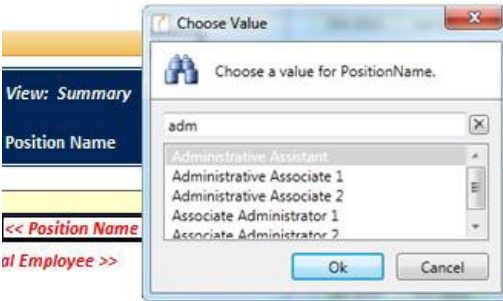 Choose Value
Choose a value for PositionName.
View: Summary
adm
Position Name
Administrative Assistant
Administrative Associate 1
Administrative Associate 2
Associate Administrator 1
Associate Administrator 2
<< Position Name
al Employee >>
Ok
Cancel